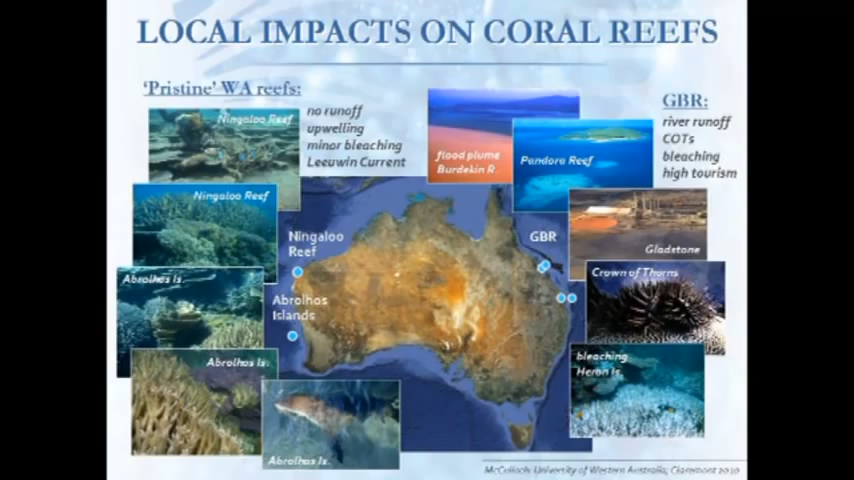 LOCAL IMPACTS ON CORAL REEFS
‘Pristine’ WA reefs:
no runoff
upwelling
minor bleaching
Leeuwin Current
GBR:
river runoff
COTs
bleaching
high tourism
Ningaloo Reef
Ningaloo Reef
Abrolhos Is.
Abrolhos Is.
Abrolhos Is.
flood plume
Burdekin R.
Pandora Reef
Gladstone
Crown of Thorns
bleaching
Heron Is.
Ningaloo
Reef
Abrolhos
Islands
GBR
McCulloch: University of Western Australia; Claremont 2010